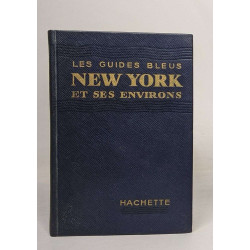 LES GUIDES BLEUS
NEW YORK
ET SES ENVIRONS
HACHETTE